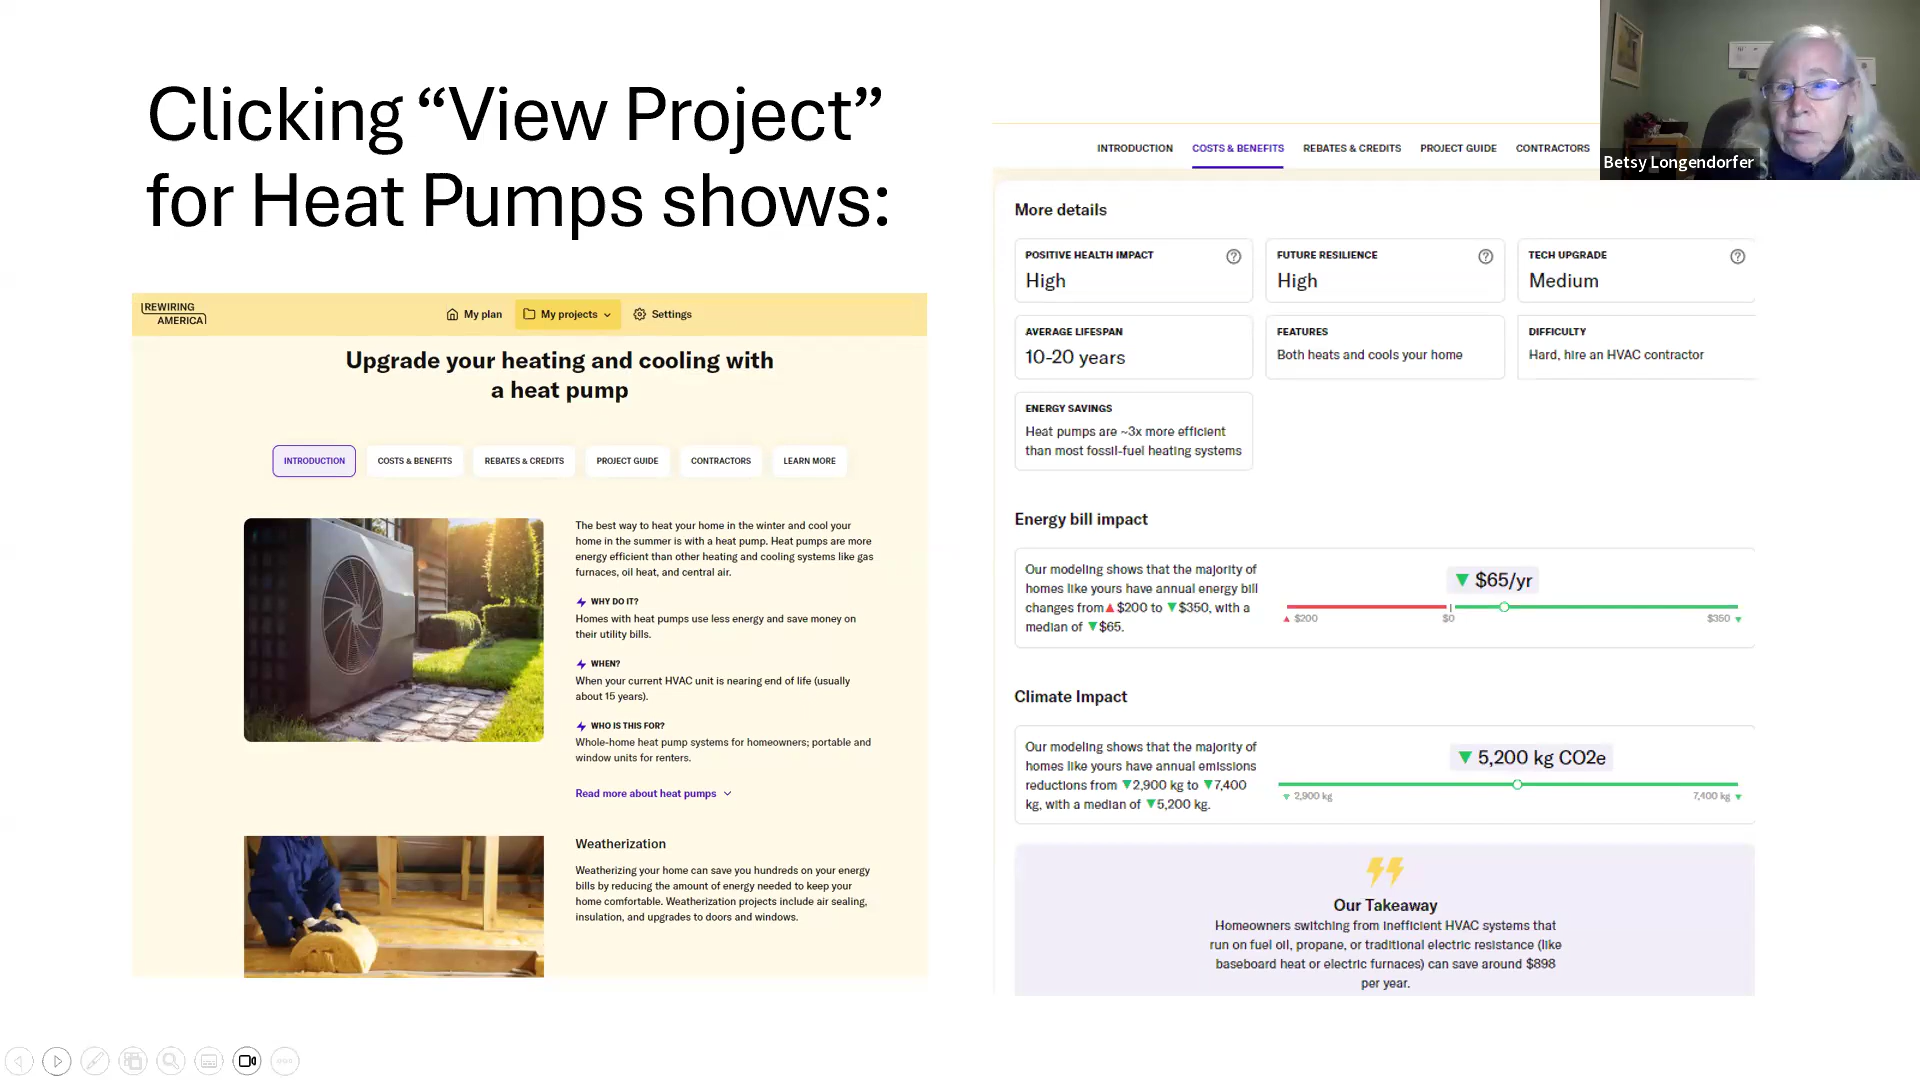 Clicking “View Project”
for Heat Pumps shows:
REWIRING
AMERICA
My plan
My projects
Settings
Upgrade your heating and cooling with
a heat pump
INTRODUCTION
COSTS & BENEFITS
REBATES & CREDITS
PROJECT GUIDE
CONTRACTORS
LEARN MORE
The best way to heat your home in the winter and cool your
home in the summer is with a heat pump. Heat pumps are more
energy efficient than other heating and cooling systems like gas
furnaces, oil heat, and central air.
WHY DO IT?
Homes with heat pumps use less energy and save money on
their utility bills.
WHEN?
When your current HVAC unit is nearing end of life (usually
about 15 years).
WHO IS THIS FOR?
Whole-home heat pump systems for homeowners; portable and
window units for renters.
Read more about heat pumps
Weatherization
Weatherizing your home can save you hundreds on your energy
bills by reducing the amount of energy needed to keep your
home comfortable. Weatherization projects include air sealing,
insulation, and upgrades to doors and windows.
INTRODUCTION
COSTS & BENEFITS
REBATES & CREDITS
PROJECT GUIDE
CONTRACTORS
Betsy Longendorfer
More details
POSITIVE HEALTH IMPACT
High
FUTURE RESILIENCE
High
TECH UPGRADE
Medium
AVERAGE LIFESPAN
10-20 years
FEATURES
Both heats and cools your home
DIFFICULTY
Hard, hire an HVAC contractor
ENERGY SAVINGS
Heat pumps are ~3x more efficient
than most fossil-fuel heating systems
Energy bill impact
Our modeling shows that the majority of
homes like yours have annual energy bill
changes from ▲ $200 to ▼$350, with a
median of ▼$65.
▼ $65/yr
▲ $200
$0
$350 ▼
Climate Impact
Our modeling shows that the majority of
homes like yours have annual emissions
reductions from ▼2,900 kg to ▼7,400
kg, with a median of ▼5,200 kg.
▼ 5,200 kg CO2e
▼ 2,900 kg
7,400 kg ▼
Our Takeaway
Homeowners switching from inefficient HVAC systems that
run on fuel oil, propane, or traditional electric resistance (like
baseboard heat or electric furnaces) can save around $898
per year.